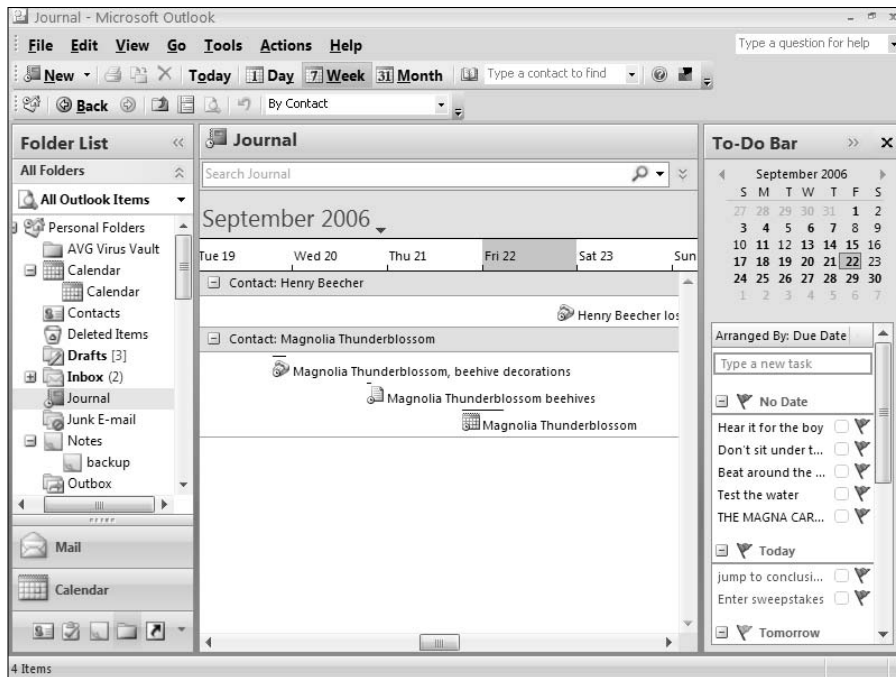 Journal - Microsoft Outlook
File Edit View Go Tools Actions Help
Type a question for help
New Today 1 Day 7 Week 31 Month Type a contact to find
Back By Contact
Folder List
All Folders
All Outlook Items
Personal Folders
AVG Virus Vault
Calendar
Calendar
Contacts
Deleted Items
Drafts [3]
Inbox (2)
Journal
Junk E-mail
Notes
backup
Outbox
Mail
Calendar
Journal
Search Journal
September 2006
Tue 19 Wed 20 Thu 21 Fri 22 Sat 23 Sun
Contact: Henry Beecher
Henry Beecher los
Contact: Magnolia Thunderblossom
Magnolia Thunderblossom, beehive decorations
Magnolia Thunderblossom beehives
Magnolia Thunderblossom
To-Do Bar
September 2006
S M T W T F S
27 28 29 30 31 1 2
3 4 5 6 7 8 9
10 11 12 13 14 15 16
17 18 19 20 21 22 23
24 25 26 27 28 29 30
1 2 3 4 5 6 7
Arranged By: Due Date
Type a new task
No Date
Hear it for the boy
Don't sit under t...
Beat around the ...
Test the water
THE MAGNA CAR...
Today
jump to conclusi...
Enter sweepstakes
Tomorrow
4 Items